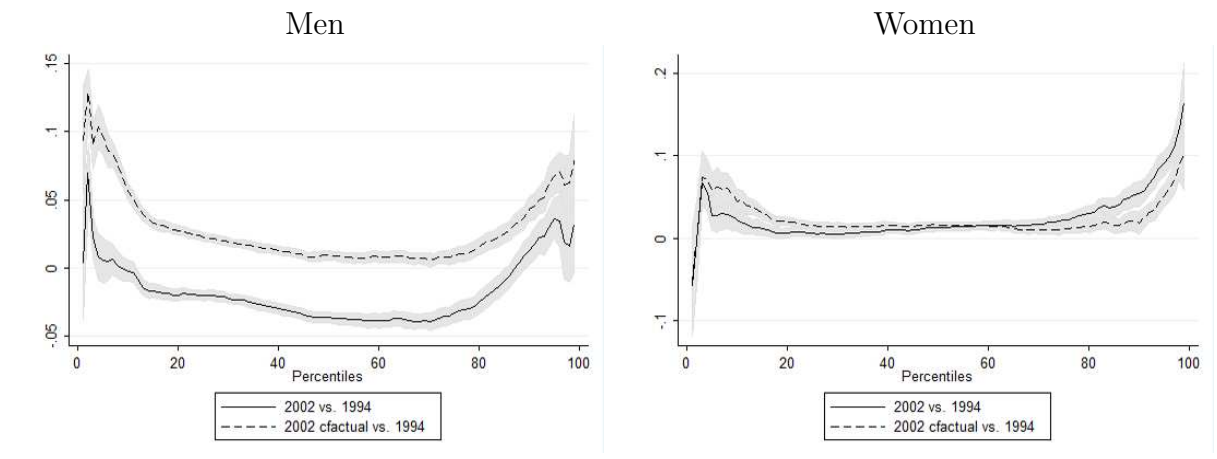 Men
.15
.1
.05
0
-.05
0 20 40 60 80 100
Percentiles
2002 vs. 1994
2002 cfactual vs. 1994
Women
.2
.1
0
-.1
0 20 40 60 80 100
Percentiles
2002 vs. 1994
2002 cfactual vs. 1994